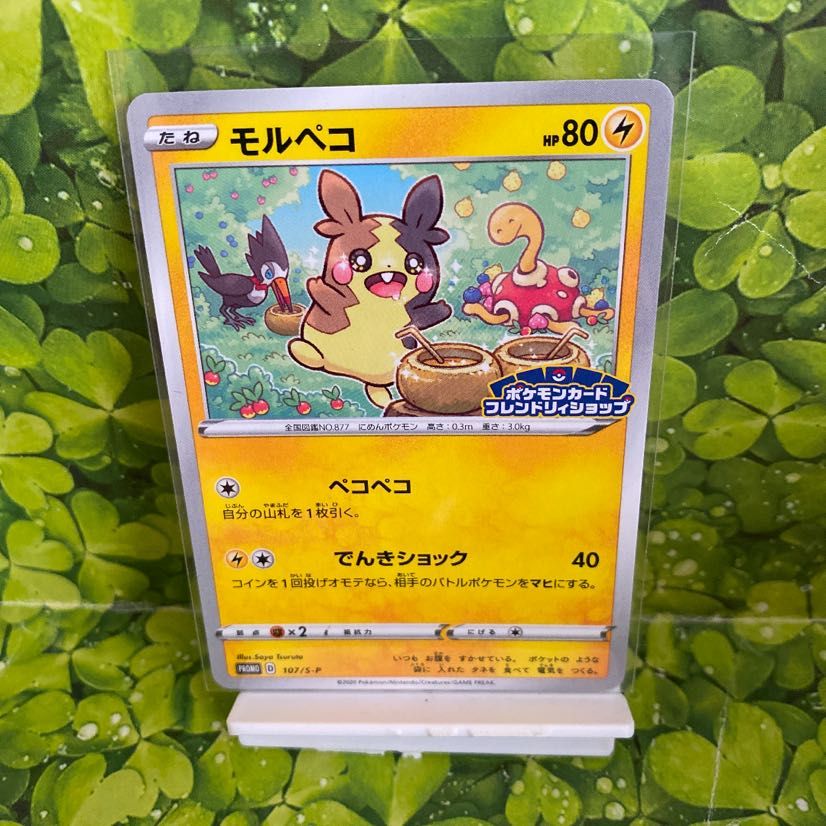 たね モルペコ HP80
ポケモンカード
フレンドリィショップ
全国図鑑NO.877 にめんポケモン 高さ:0.3m 重さ:3.0kg
ペコペコ
自分の山札を1枚引く。
でんきショック 40
コインを1回投げオモテなら、相手のバトルポケモンをマヒにする。
弱点 ×2 抵抗力 にげる
Illus. Saya Tsuruta
PROMO D 107/S-P
いつも お腹を すかせている。 ポケットの ような
袋に 入れた タネを 食べて 電気を つくる。
©2020 Pokémon/Nintendo/Creatures/GAME FREAK.